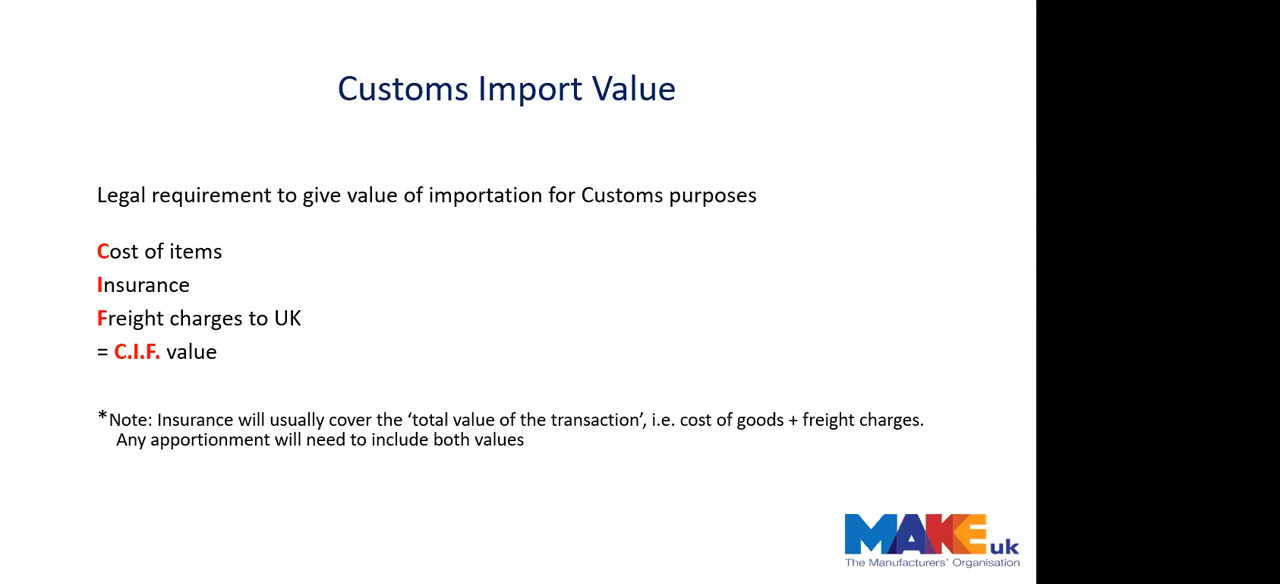 Customs Import Value
Legal requirement to give value of importation for Customs purposes
Cost of items
Insurance
Freight charges to UK
= C.I.F. value
*Note: Insurance will usually cover the ‘total value of the transaction’, i.e. cost of goods + freight charges.
Any apportionment will need to include both values
MAKE uk
The Manufacturers' Organisation